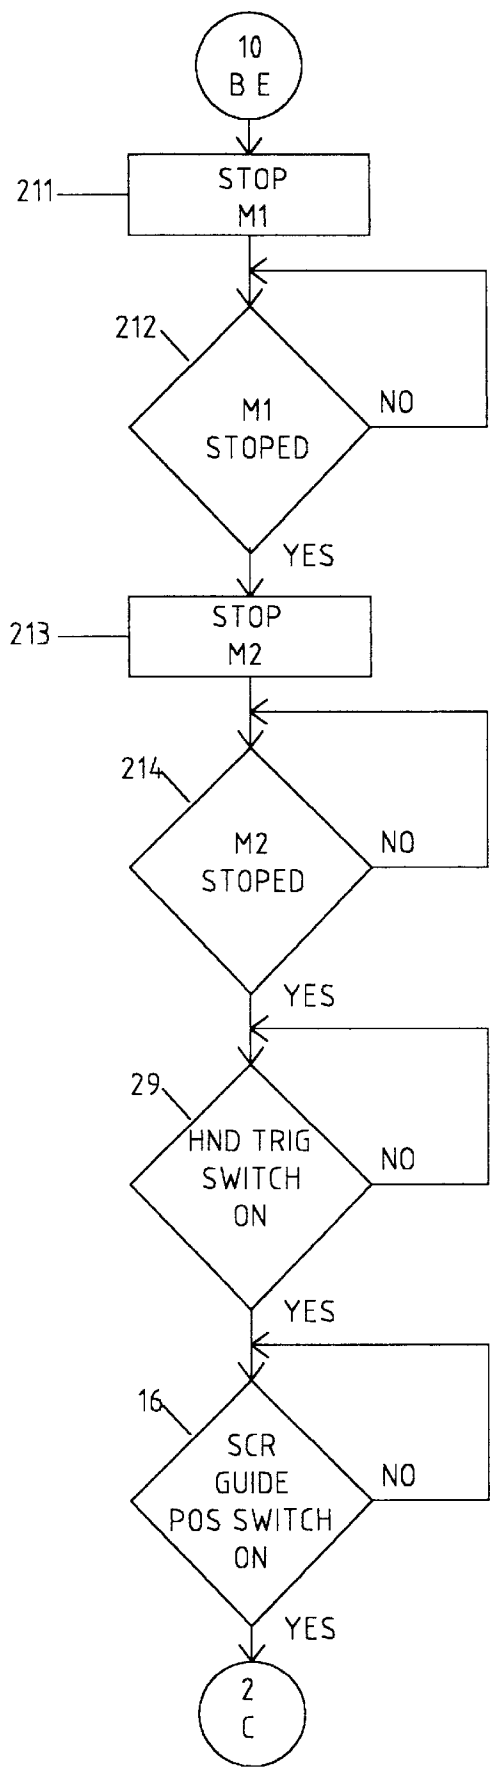 10
B E
211
STOP
M1
212
M1
STOPED
NO
YES
213
STOP
M2
214
M2
STOPED
NO
YES
29
HND TRIG
SWITCH
ON
NO
YES
16
SCR
GUIDE
POS SWITCH
ON
NO
YES
2
C